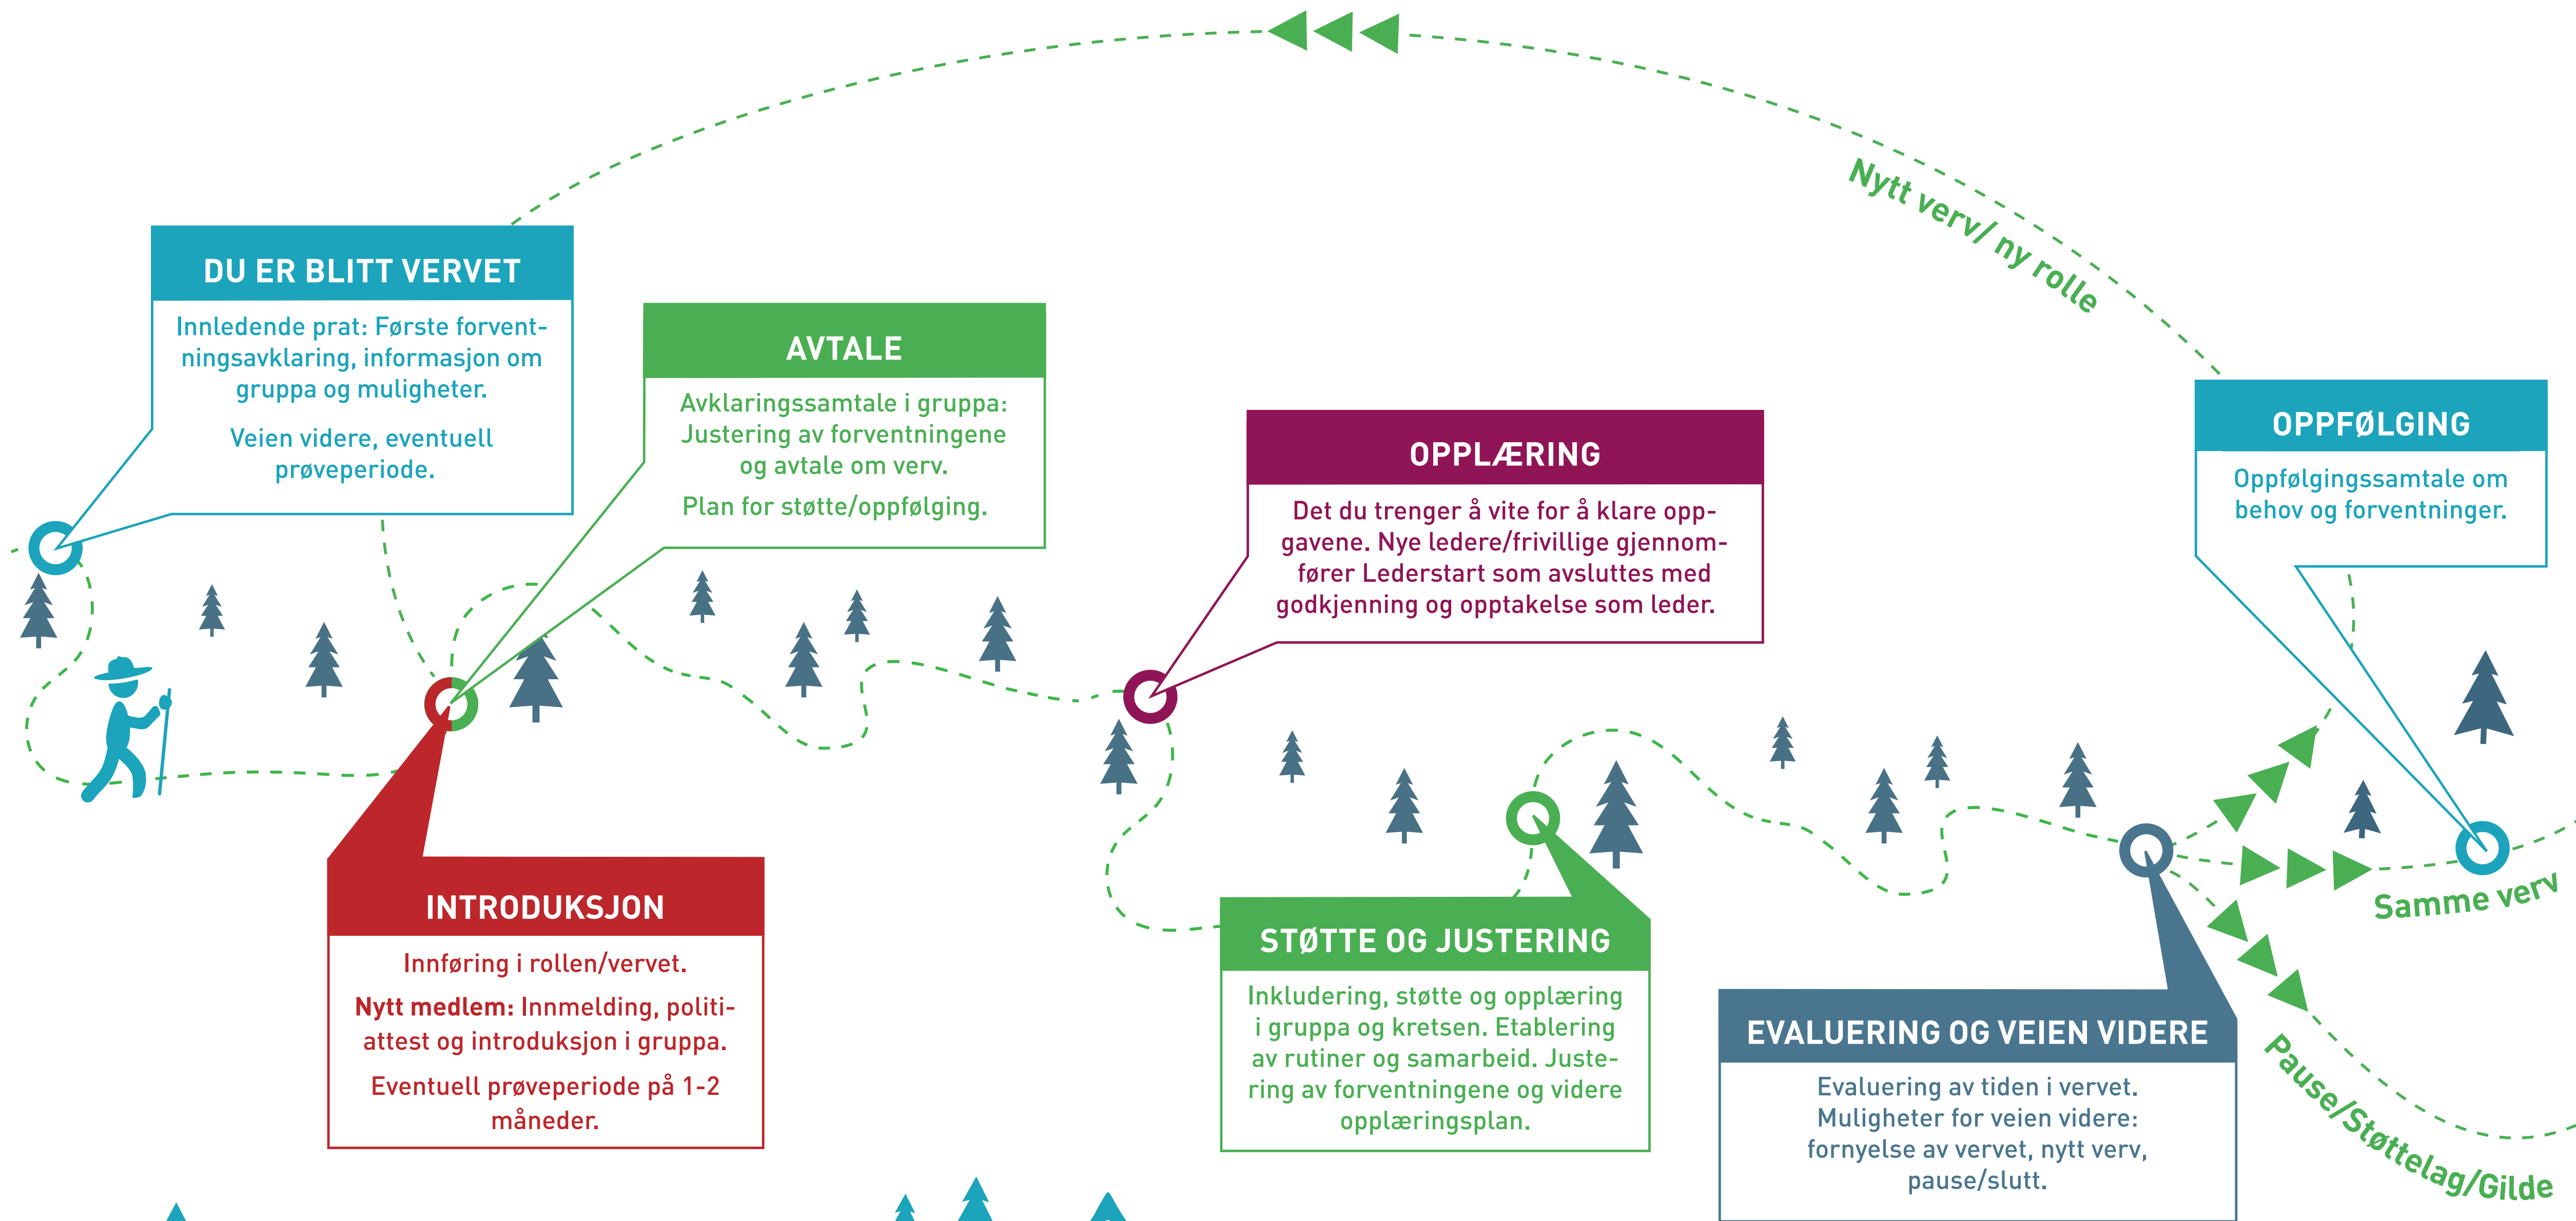 Nytt verv/ ny rolle
DU ER BLITT VERVET
Innledende prat: Første forvent-
ningsavklaring, informasjon om
gruppa og muligheter.
Veien videre, eventuell
prøveperiode.
AVTALE
Avklaringssamtale i gruppa:
Justering av forventningene
og avtale om verv.
Plan for støtte/oppfølging.
OPPLÆRING
Det du trenger å vite for å klare opp-
gavene. Nye ledere/frivillige gjennom-
fører Lederstart som avsluttes med
godkjenning og opptakelse som leder.
OPPFØLGING
Oppfølgingssamtale om
behov og forventninger.
INTRODUKSJON
Innføring i rollen/vervet.
Nytt medlem: Innmelding, politi-
attest og introduksjon i gruppa.
Eventuell prøveperiode på 1-2
måneder.
STØTTE OG JUSTERING
Inkludering, støtte og opplæring
i gruppa og kretsen. Etablering
av rutiner og samarbeid. Juste-
ring av forventningene og videre
opplæringsplan.
EVALUERING OG VEIEN VIDERE
Evaluering av tiden i vervet.
Muligheter for veien videre:
fornyelse av vervet, nytt verv,
pause/slutt.
Samme verv
Pause/Støttelag/Gilde